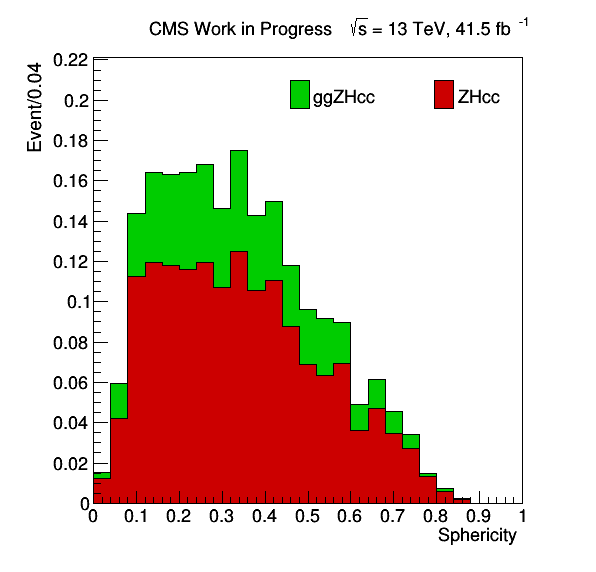 CMS Work in Progress √s = 13 TeV, 41.5 fb -1
Event/0.04
ggZHcc ZHcc
0.22
0.2
0.18
0.16
0.14
0.12
0.1
0.08
0.06
0.04
0.02
0
0 0.1 0.2 0.3 0.4 0.5 0.6 0.7 0.8 0.9 1
Sphericity